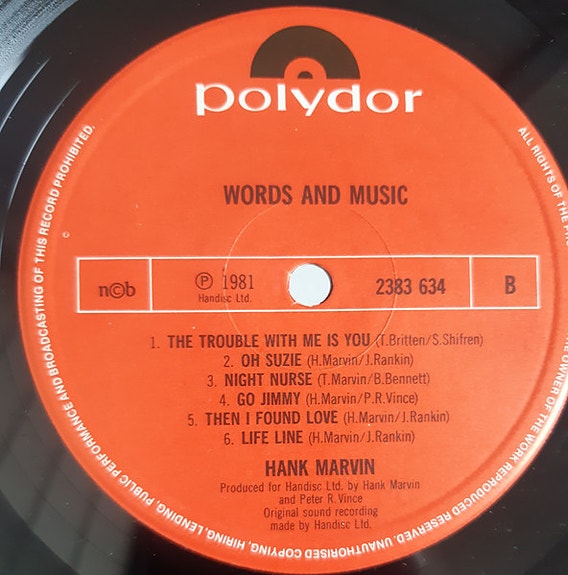 polydor
WORDS AND MUSIC
n©b
Ⓟ 1981
Handisc Ltd.
2383 634
B
1. THE TROUBLE WITH ME IS YOU (T.Britten/S.Shifren)
2. OH SUZIE (H.Marvin/J.Rankin)
3. NIGHT NURSE (T.Marvin/B.Bennett)
4. GO JIMMY (H.Marvin/P.R.Vince)
5. THEN I FOUND LOVE (H.Marvin/J.Rankin)
6. LIFE LINE (H.Marvin/J.Rankin)
HANK MARVIN
Produced for Handisc Ltd. by Hank Marvin
and Peter R.Vince
Original sound recording
made by Handisc Ltd.
ALL RIGHTS OF THE
OWNER OF THE WORK REPRODUCED RESERVED. UNAUTHORISED COPYING, HIRING, LENDING, PUBLIC PERFORMANCE AND BROADCASTING OF THIS RECORD PROHIBITED.